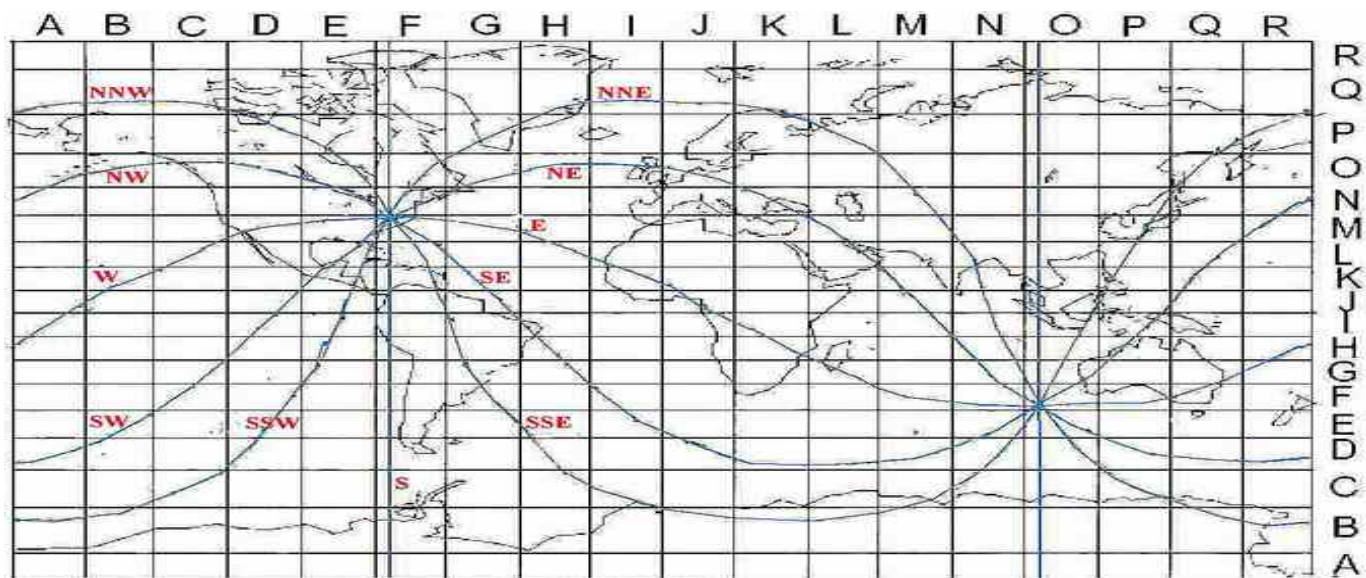 A B C D E F G H I J K L M N O P Q R
R
NNW NNE Q
P
NW NE O
N
E M
L
W SE K
J
I
H
G
F
SW SSW SSE E
D
S C
B
A